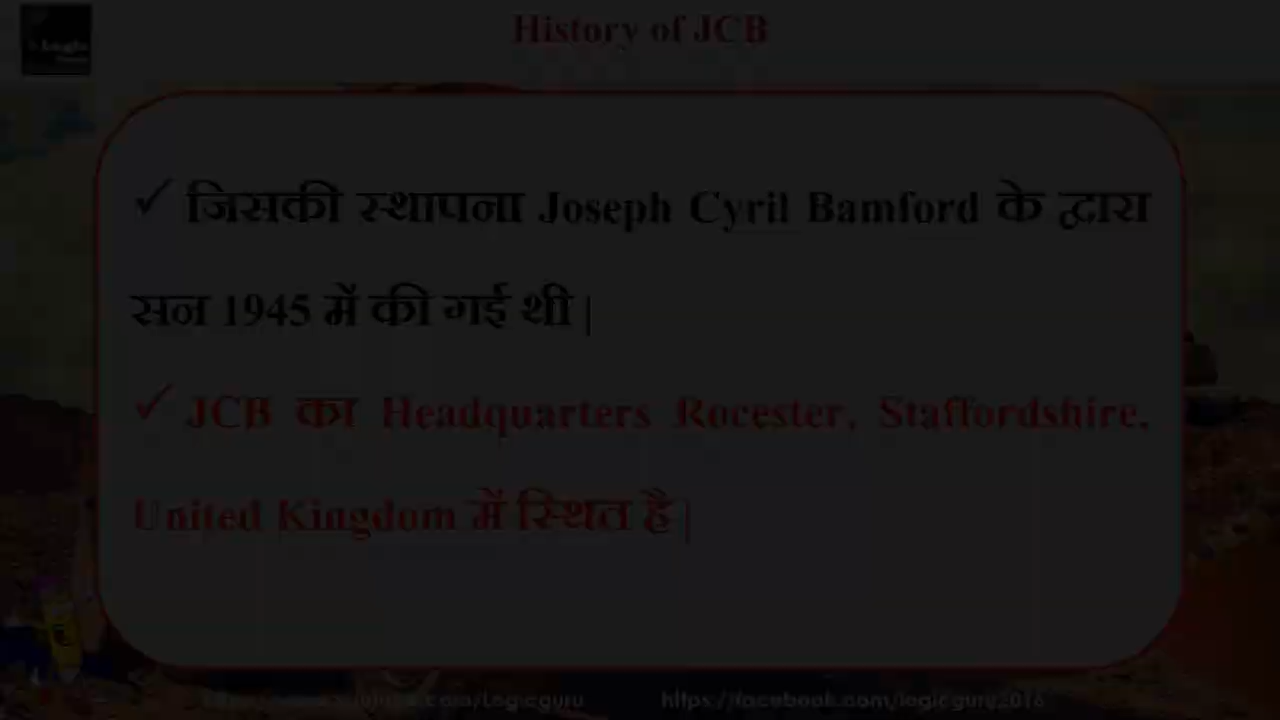 History of JCB
✓ जिसकी स्थापना Joseph Cyril Bamford के द्वारा
सन 1945 में की गई थी |
✓ JCB का Headquarters Rocester, Staffordshire,
United Kingdom में स्थित है |
https://facebook.com/logicguru2016